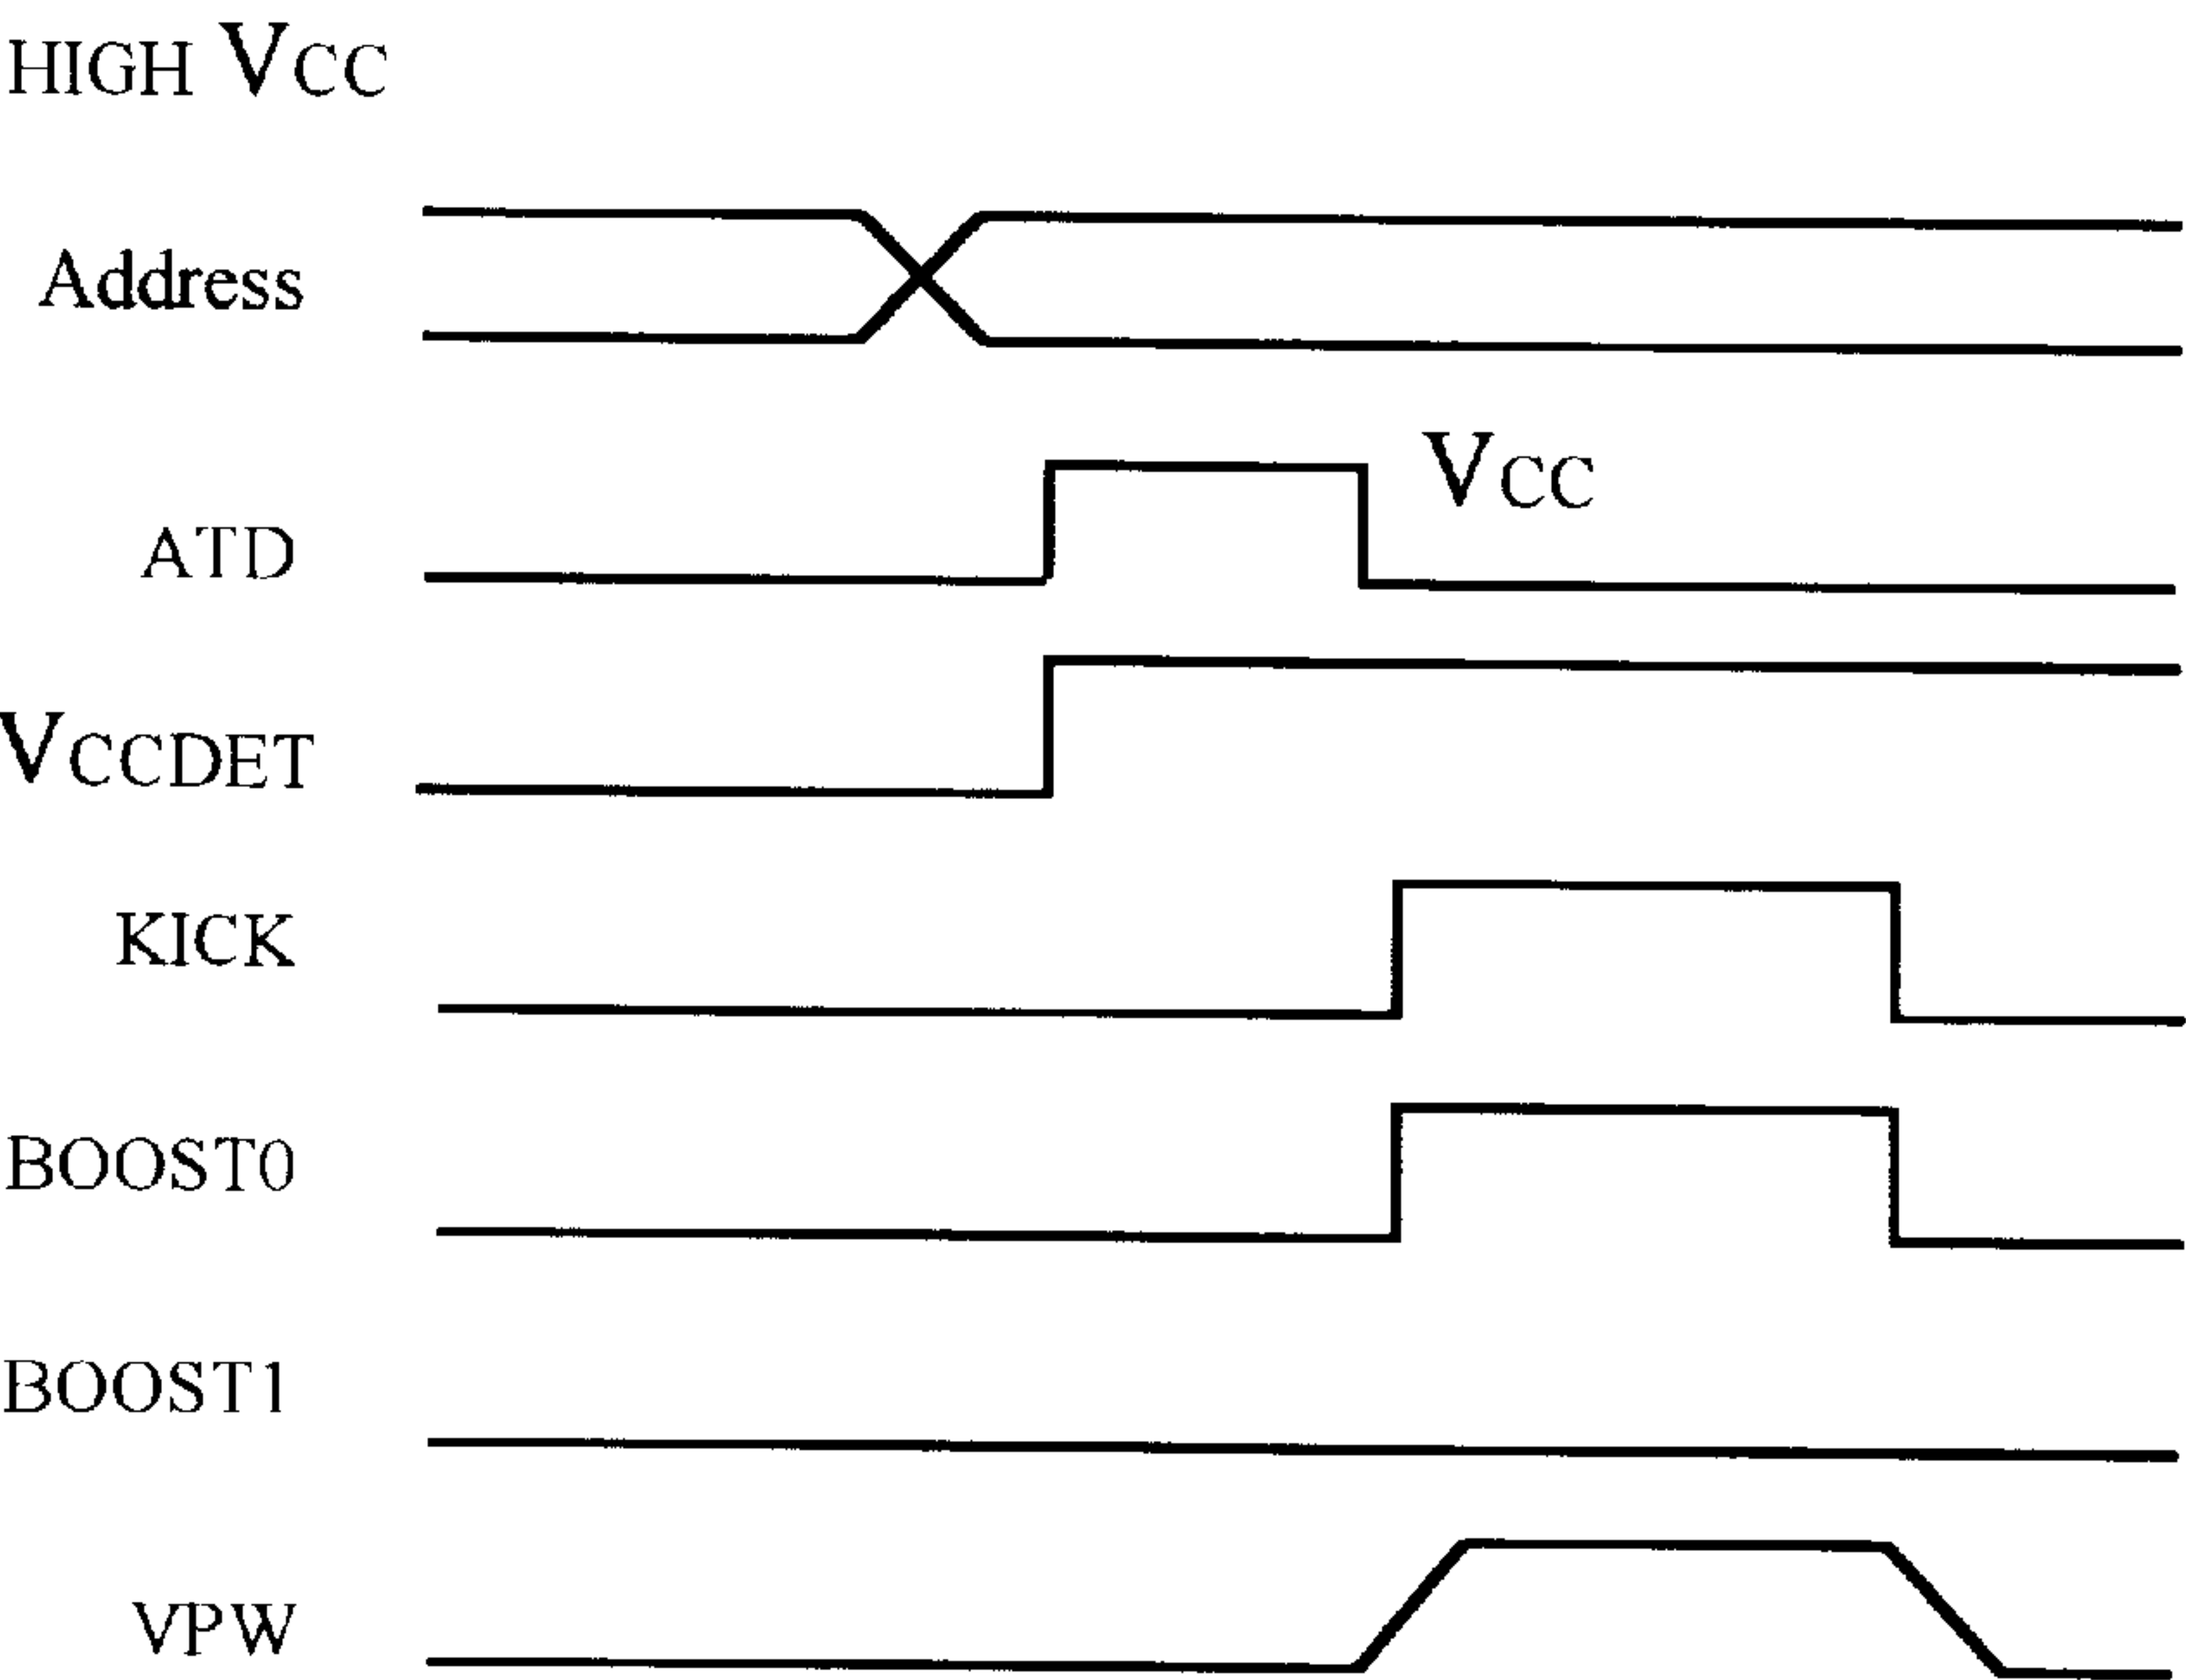 HIGH VCC
Address
VCC
ATD
VCCDET
KICK
BOOST0
BOOST1
VPW